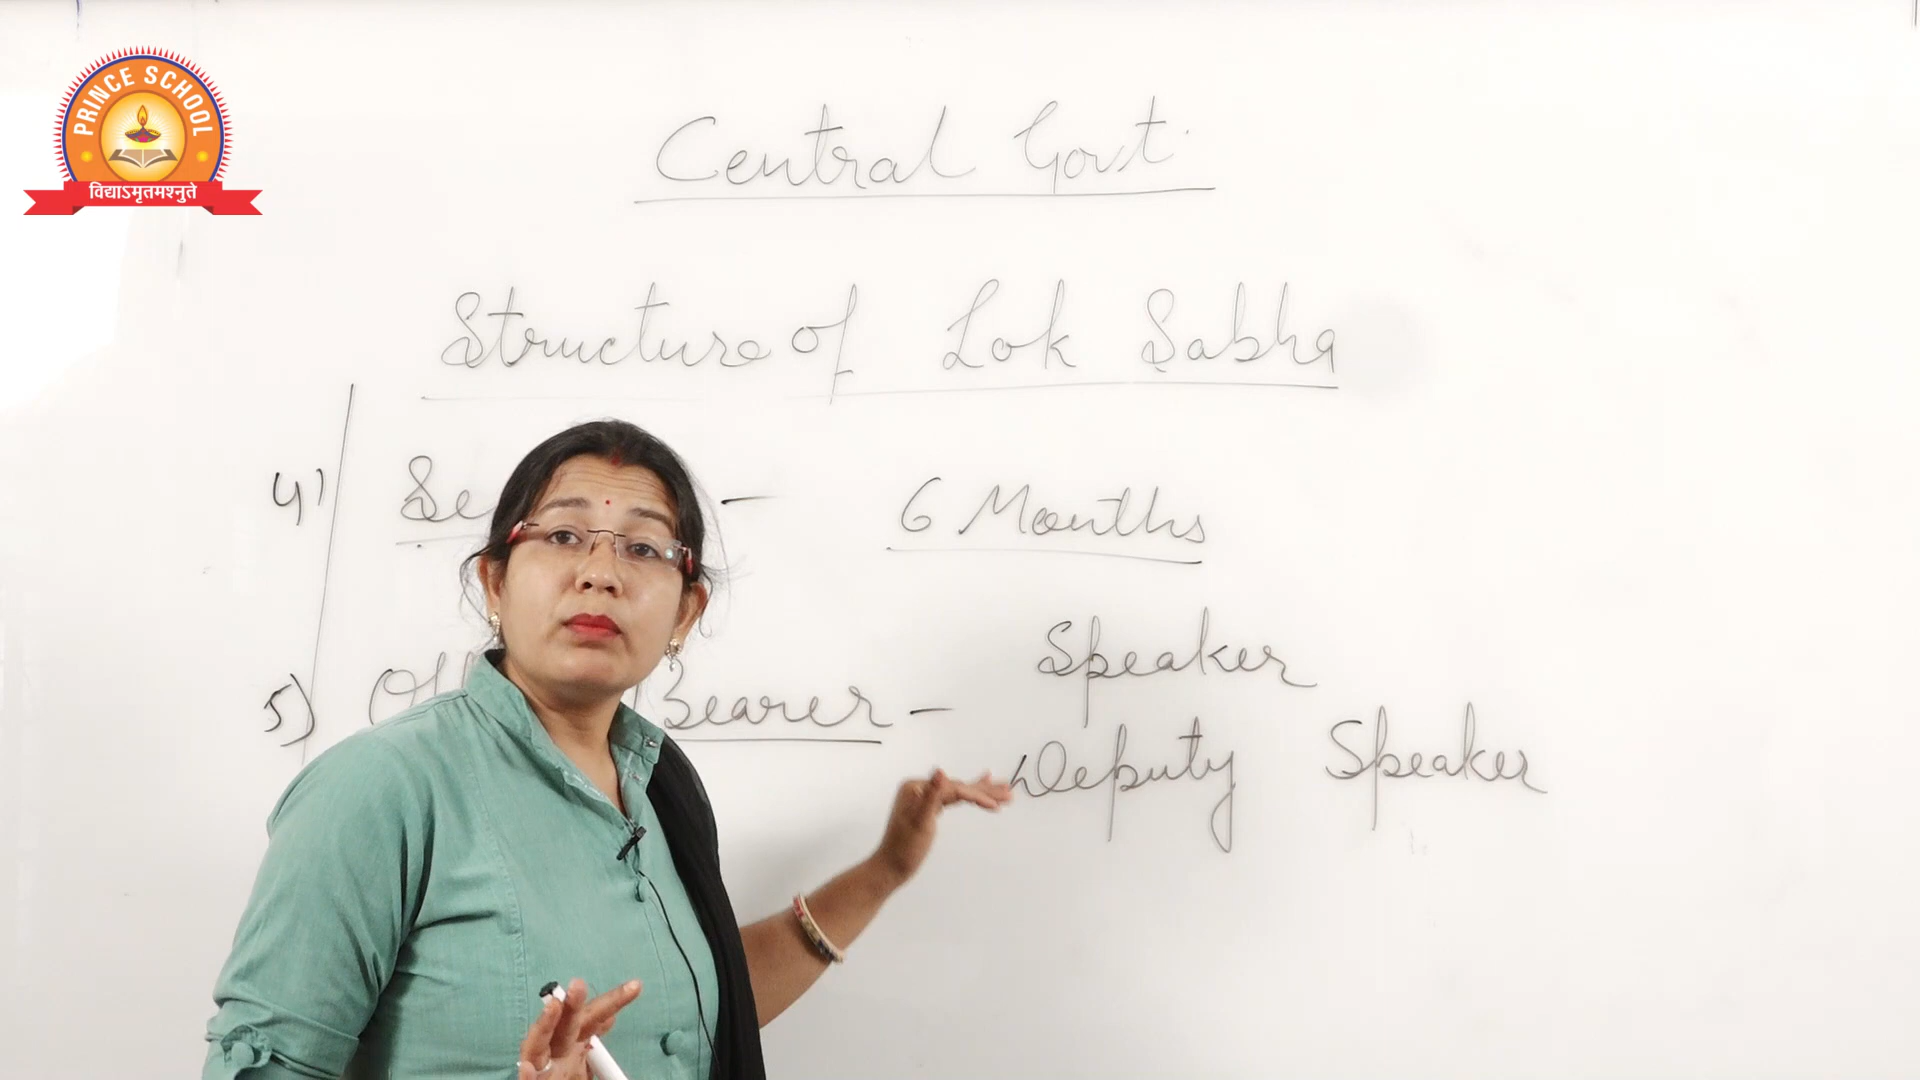 PRINCE SCHOOL
विद्याऽमृतमश्नुते
Central Govt.
Structure of Lok Sabha
4) - 6 Months
5) Bearer - Speaker
Deputy Speaker